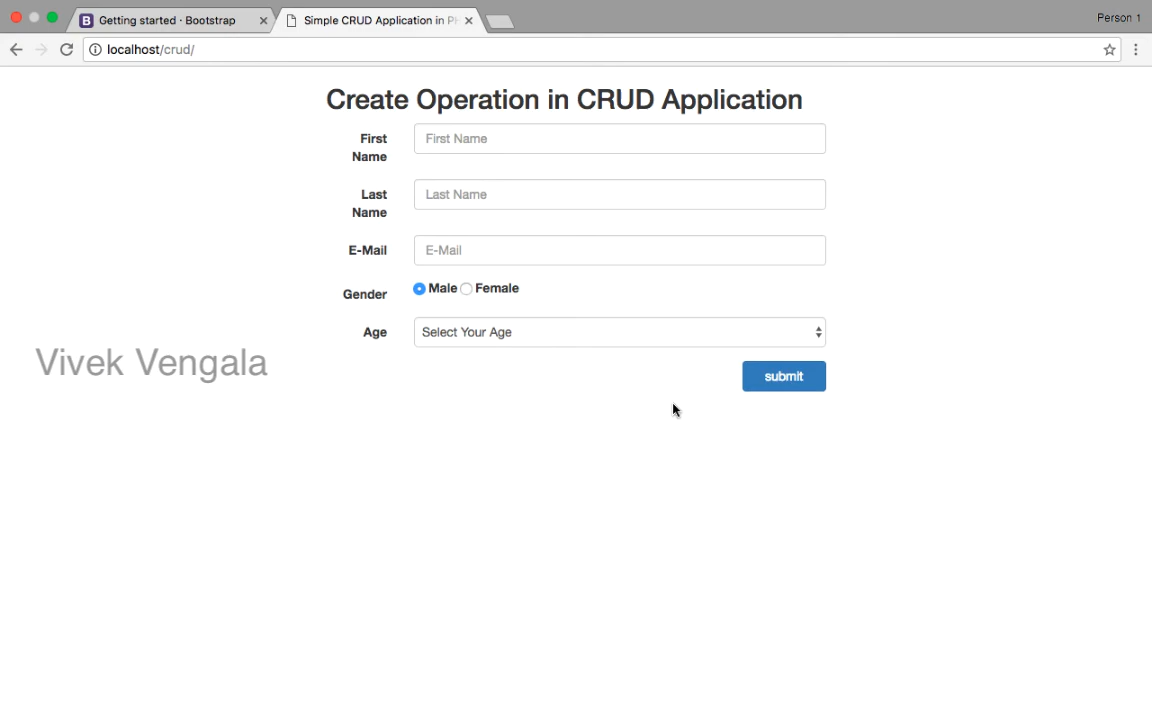 Getting started · Bootstrap
Simple CRUD Application in PH
Person 1
localhost/crud/
Create Operation in CRUD Application
First Name
First Name
Last Name
Last Name
E-Mail
E-Mail
Gender
Male Female
Age
Select Your Age
Vivek Vengala
submit